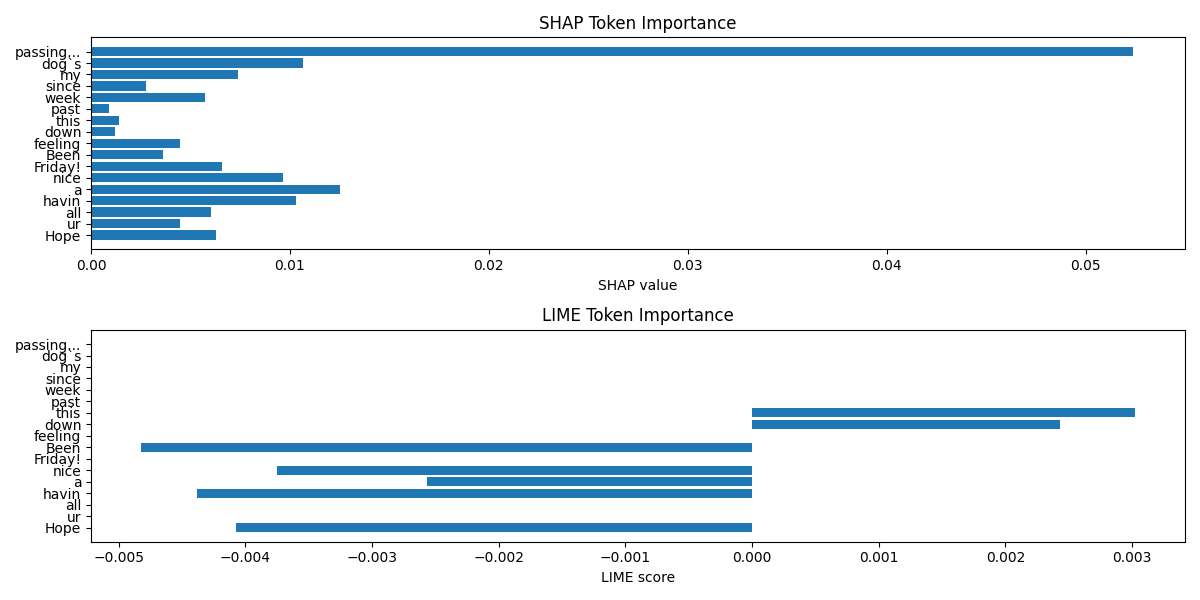 SHAP Token Importance
passing...
dog`s
my
since
week
past
this
down
feeling
Been
Friday!
nice
a
havin
all
ur
Hope
0.00 0.01 0.02 0.03 0.04 0.05
SHAP value
LIME Token Importance
passing...
dog`s
my
since
week
past
this
down
feeling
Been
Friday!
nice
a
havin
all
ur
Hope
−0.005 −0.004 −0.003 −0.002 −0.001 0.000 0.001 0.002 0.003
LIME score